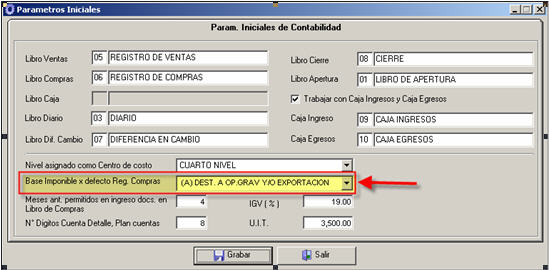 Parametros Iniciales
Param. Iniciales de Contabilidad
Libro Ventas 05 REGISTRO DE VENTAS
Libro Cierre 08 CIERRE
Libro Compras 06 REGISTRO DE COMPRAS
Libro Apertura 01 LIBRO DE APERTURA
Libro Caja
Trabajar con Caja Ingresos y Caja Egresos
Libro Diario 03 DIARIO
Caja Ingreso 09 CAJA INGRESOS
Libro Dif. Cambio 07 DIFERENCIA EN CAMBIO
Caja Egresos 10 CAJA EGRESOS
Nivel asignado como Centro de costo CUARTO NIVEL
Base Imponible x defecto Reg. Compras (A) DEST. A OP.GRAV Y/O EXPORTACION
Meses ant. permitidos en ingreso docs. en Libro de Compras 4 IGV ( % ) 19.00
N° Digitos Cuenta Detalle, Plan cuentas 8 U.I.T. 3,500.00
Grabar Salir